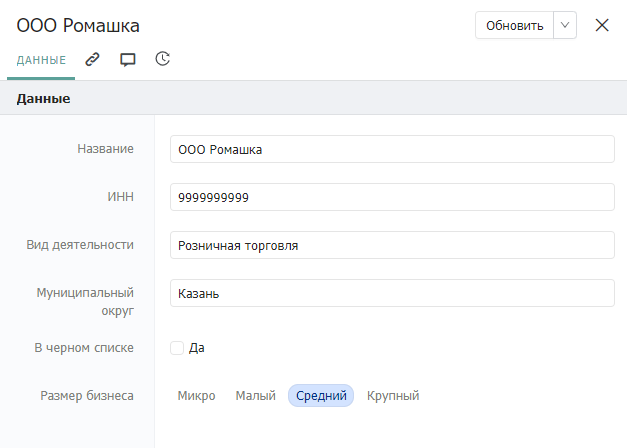 ООО Ромашка
Обновить
ДАННЫЕ
Данные
Название
ООО Ромашка
ИНН
9999999999
Вид деятельности
Розничная торговля
Муниципальный
округ
Казань
В черном списке
Да
Размер бизнеса
Микро Малый Средний Крупный